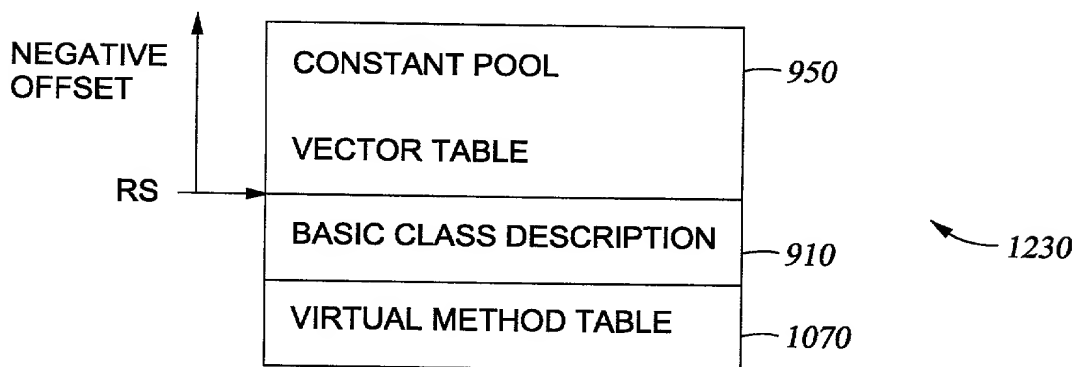 NEGATIVE
OFFSET
CONSTANT POOL
950
VECTOR TABLE
RS
BASIC CLASS DESCRIPTION
910
1230
VIRTUAL METHOD TABLE
1070